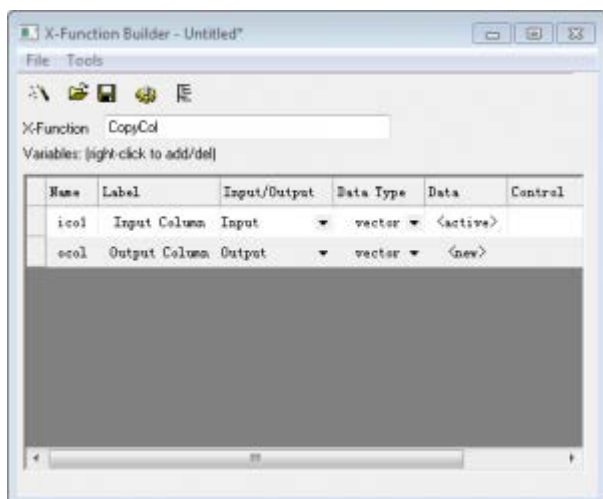 X-Function Builder - Untitled*
File Tools
X-Function CopyCol
Variables: (right-click to add/del)
Name Label Input/Output Data Type Data Control
icol Input Column Input vector <active>
ocol Output Column Output vector <new>